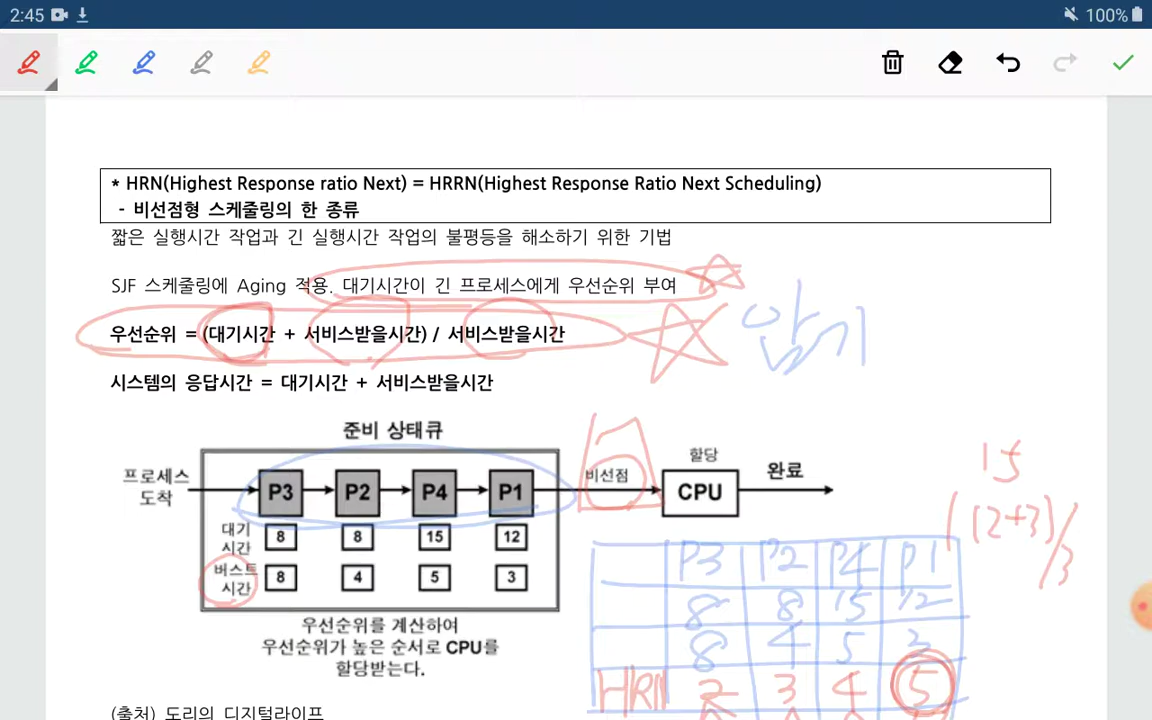 2:45 100%
* HRN(Highest Response ratio Next) = HRRN(Highest Response Ratio Next Scheduling)
- 비선점형 스케줄링의 한 종류
짧은 실행시간 작업과 긴 실행시간 작업의 불평등을 해소하기 위한 기법
SJF 스케줄링에 Aging 적용. 대기시간이 긴 프로세스에게 우선순위 부여
우선순위 = (대기시간 + 서비스받을시간) / 서비스받을시간
암기
시스템의 응답시간 = 대기시간 + 서비스받을시간
준비 상태큐
프로세스
도착
P3 P2 P4 P1
비선점
할당
CPU
완료
대기
시간
8 8 15 12
버스트
시간
8 4 5 3
우선순위를 계산하여
우선순위가 높은 순서로 CPU를
할당받는다.
15
(12+3)/3
P3 P2 P4 P1
8 8 15 12
8 4 5 3
HRN 2 3 4 5
(출처) 도리의 디지털라이프